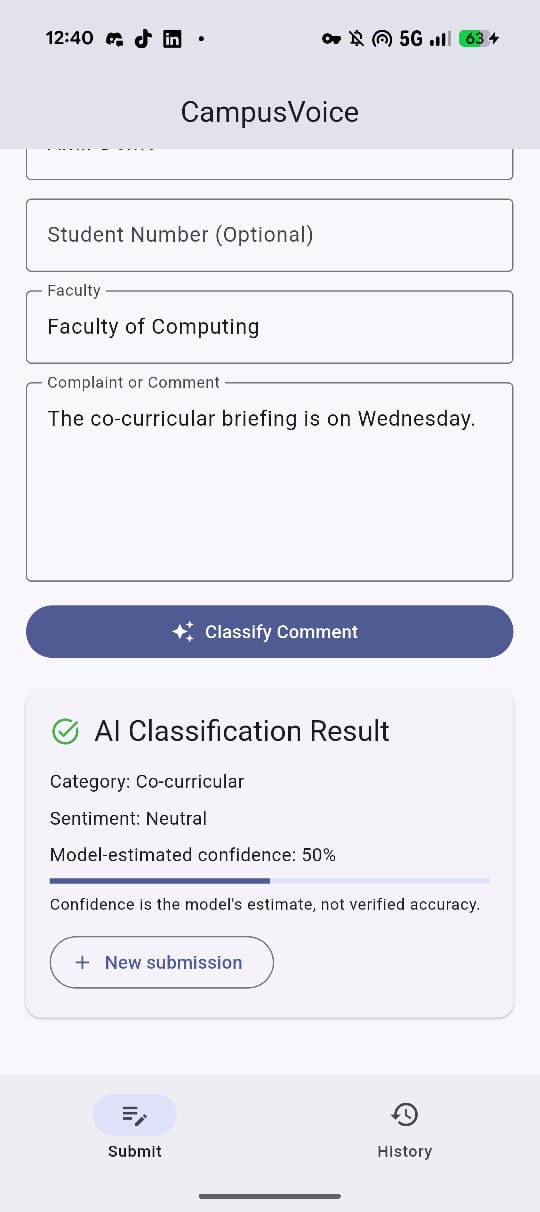 12:40
5G
63
CampusVoice
Student Number (Optional)
Faculty
Faculty of Computing
Complaint or Comment
The co-curricular briefing is on Wednesday.
Classify Comment
AI Classification Result
Category: Co-curricular
Sentiment: Neutral
Model-estimated confidence: 50%
Confidence is the model's estimate, not verified accuracy.
+ New submission
Submit
History